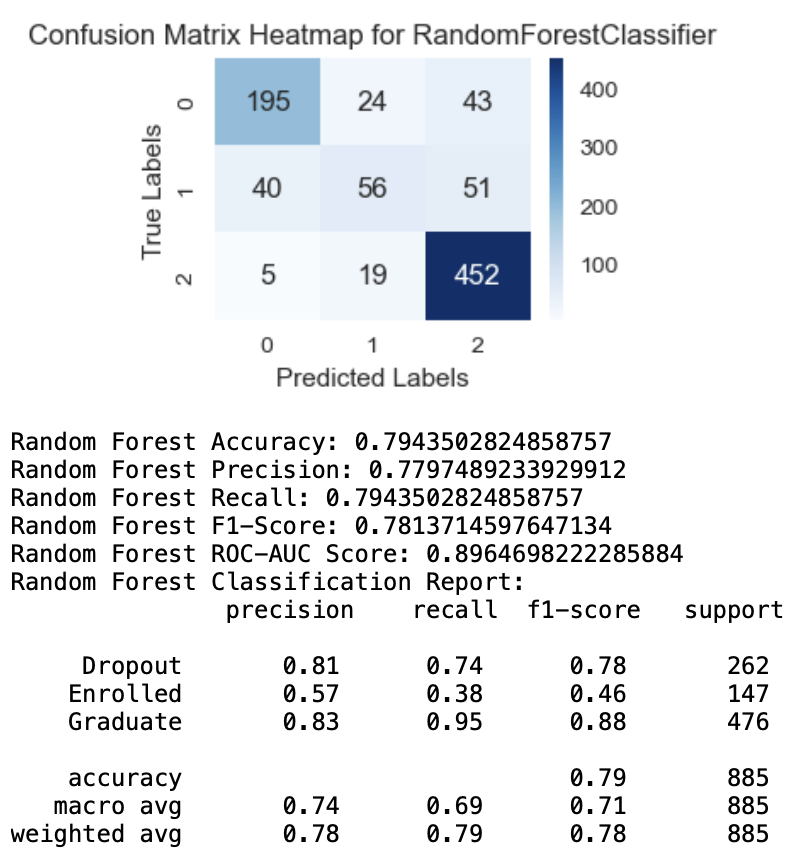 Confusion Matrix Heatmap for RandomForestClassifier
0 195 24 43 400
300
True Labels
1 40 56 51 200
2 5 19 452 100
0 1 2
Predicted Labels
Random Forest Accuracy: 0.7943502824858757
Random Forest Precision: 0.7797489233929912
Random Forest Recall: 0.7943502824858757
Random Forest F1-Score: 0.7813714597647134
Random Forest ROC-AUC Score: 0.8964698222285884
Random Forest Classification Report:
precision recall f1-score support
Dropout 0.81 0.74 0.78 262
Enrolled 0.57 0.38 0.46 147
Graduate 0.83 0.95 0.88 476
accuracy 0.79 885
macro avg 0.74 0.69 0.71 885
weighted avg 0.78 0.79 0.78 885